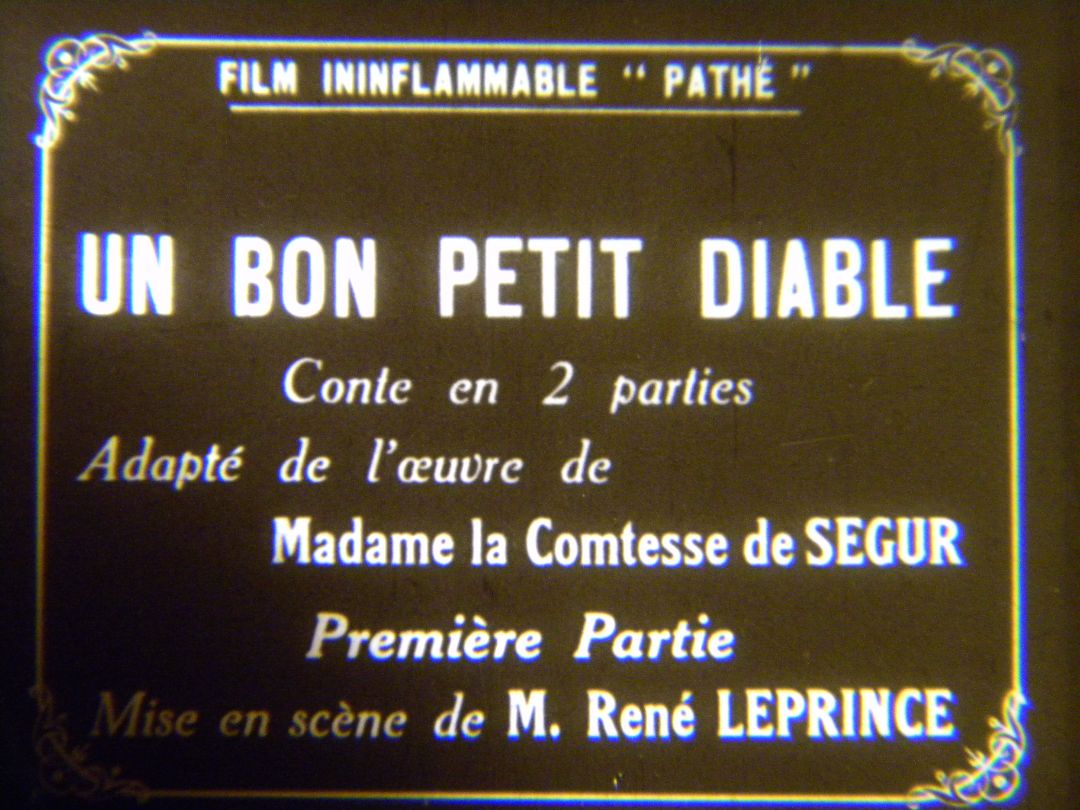 FILM ININFLAMMABLE “ PATHÉ ”
UN BON PETIT DIABLE
Conte en 2 parties
Adapté de l'œuvre de
Madame la Comtesse de SEGUR
Première Partie
Mise en scène de M. René LEPRINCE